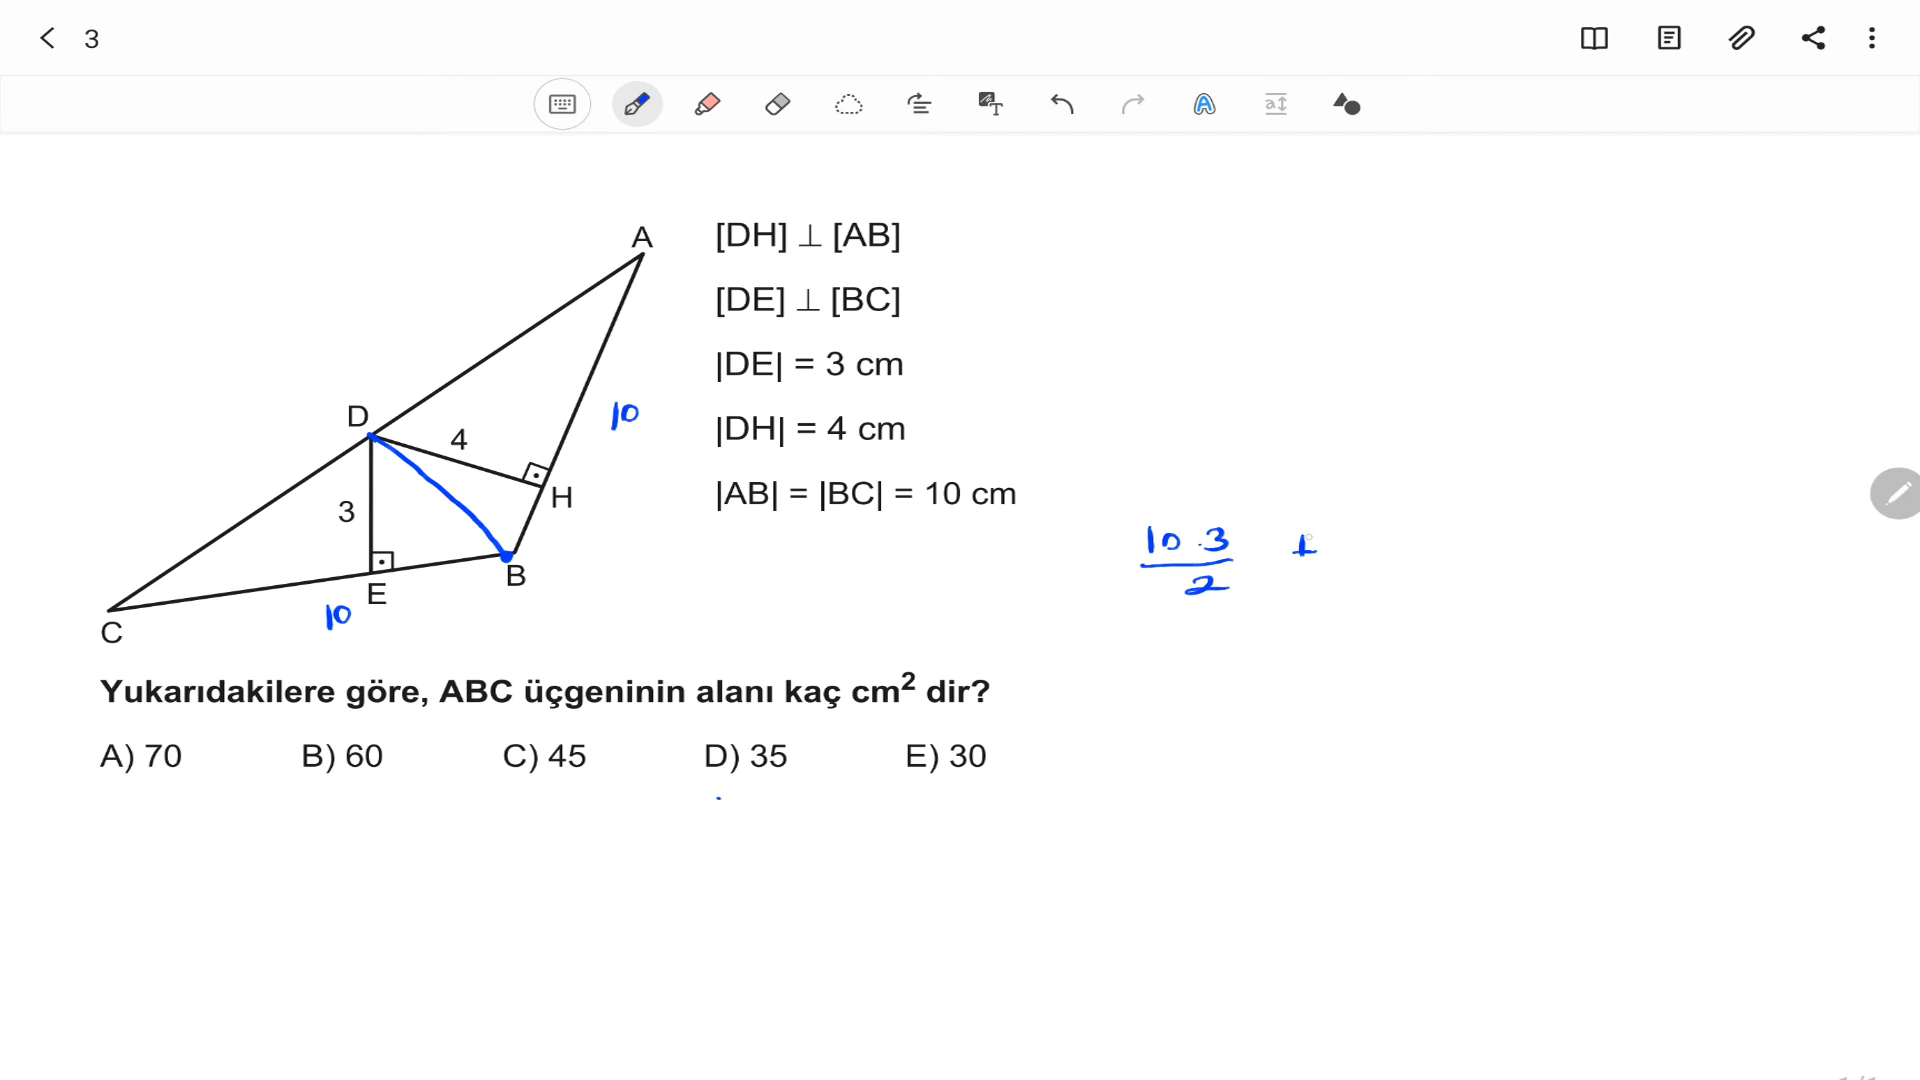 3
A
[DH] ⊥ [AB]
[DE] ⊥ [BC]
|DE| = 3 cm
D
4
10
|DH| = 4 cm
3
H
|AB| = |BC| = 10 cm
10 . 3 +
2
B
E
10
C
Yukarıdakilere göre, ABC üçgeninin alanı kaç cm² dir?
A) 70 B) 60 C) 45 D) 35 E) 30